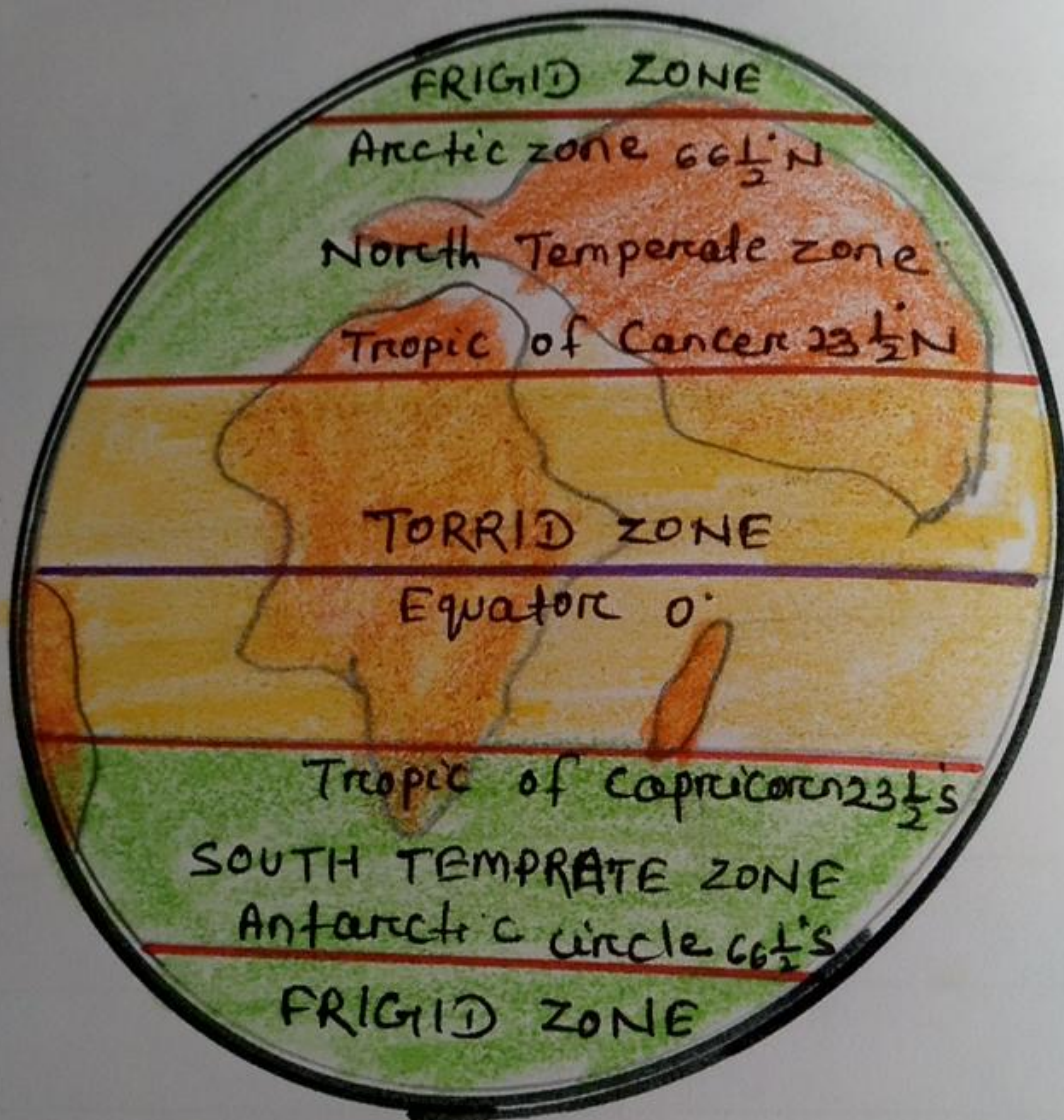 FRIGID ZONE
Arctic zone 66½°N
North Temperate zone
Tropic of Cancer 23½°N
TORRID ZONE
Equator 0°
Tropic of Capricorn 23½°S
SOUTH TEMPRATE ZONE
Antarctic circle 66½°S
FRIGID ZONE